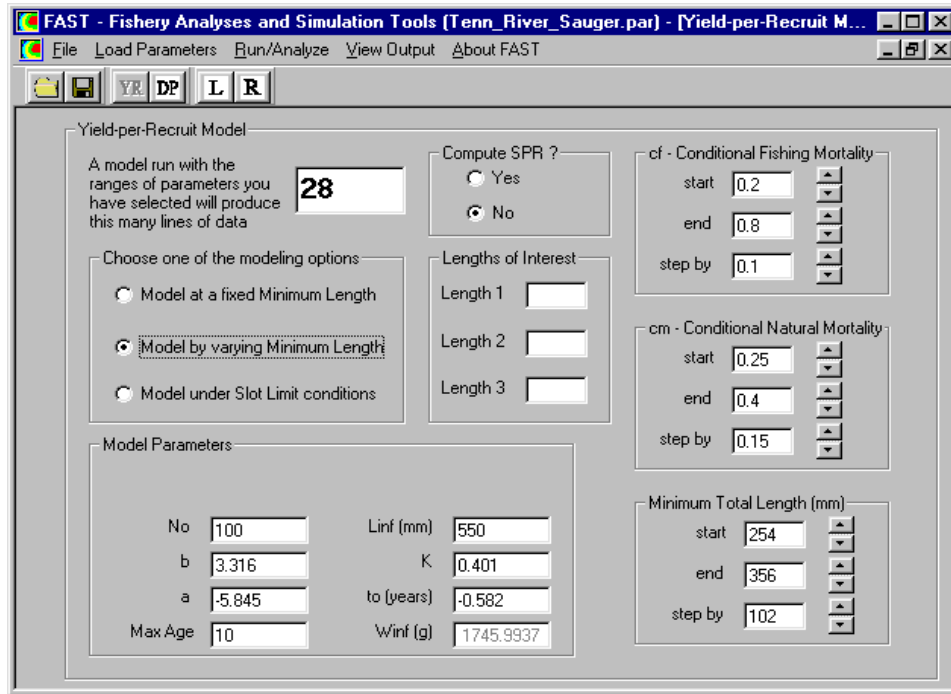 FAST - Fishery Analyses and Simulation Tools (Tenn_River_Sauger.par) - [Yield-per-Recruit M...
File Load Parameters Run/Analyze View Output About FAST
YR DP L R
Yield-per-Recruit Model
A model run with the
ranges of parameters you
have selected will produce
this many lines of data
28
Compute SPR ?
Yes
No
Choose one of the modeling options
Model at a fixed Minimum Length
Model by varying Minimum Length
Model under Slot Limit conditions
Lengths of Interest
Length 1
Length 2
Length 3
Model Parameters
No 100 Linf (mm) 550
b 3.316 K 0.401
a -5.845 to (years) -0.582
Max Age 10 Winf (g) 1745.9937
cf - Conditional Fishing Mortality
start 0.2
end 0.8
step by 0.1
cm - Conditional Natural Mortality
start 0.25
end 0.4
step by 0.15
Minimum Total Length (mm)
start 254
end 356
step by 102